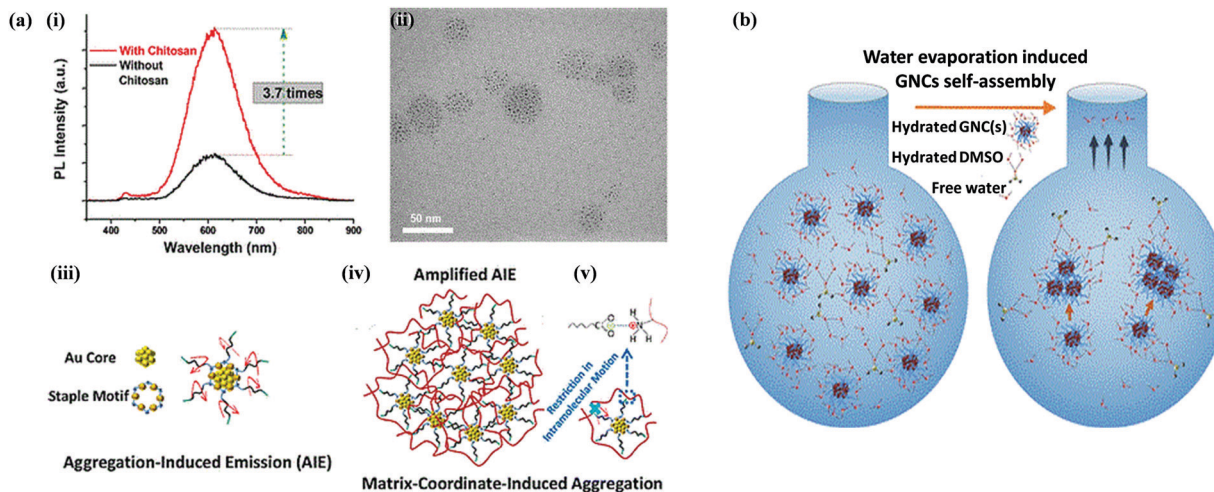 (a)
(i)
PL Intensity (a.u.)
With Chitosan
Without
Chitosan
3.7 times
400
500
600
700
800
900
Wavelength (nm)
(ii)
50 nm
(iii)
Au Core
Staple Motif
Aggregation-Induced Emission (AIE)
(iv)
Amplified AIE
(v)
Restriction in
Intramolecular Motion
Matrix-Coordinate-Induced Aggregation
(b)
Water evaporation induced
GNCs self-assembly
Hydrated GNC(s)
Hydrated DMSO
Free water